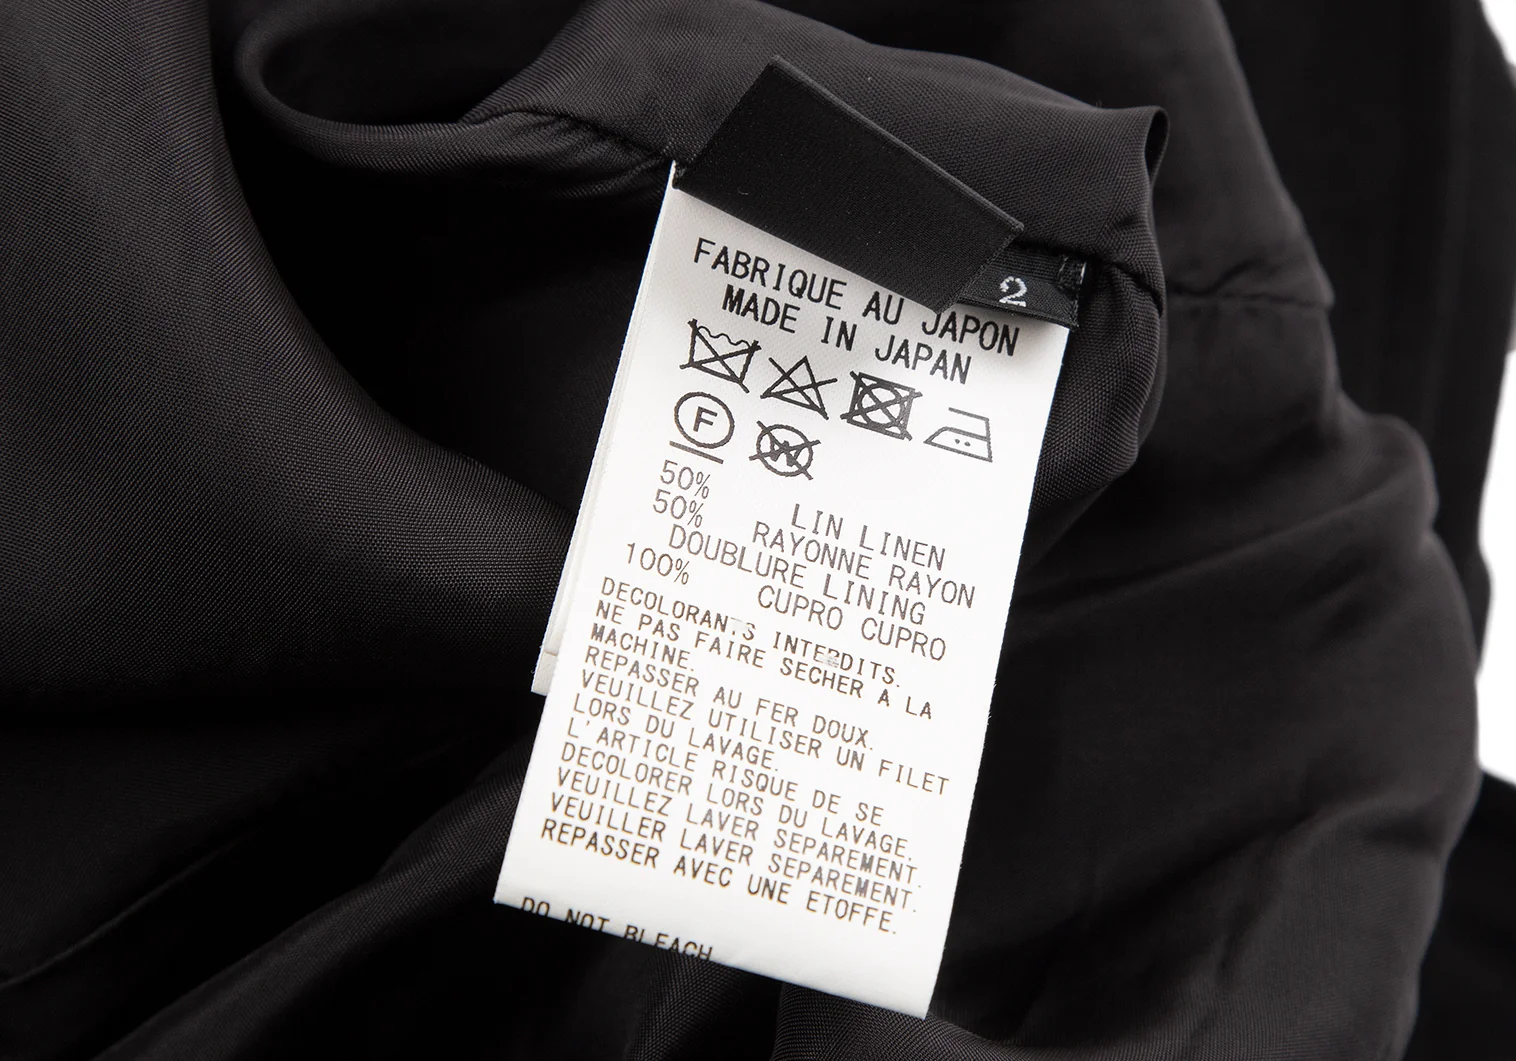 2
FABRIQUE AU JAPON
MADE IN JAPAN
F
W
50% LIN LINEN
50% RAYONNE RAYON
DOUBLURE LINING
100% CUPRO CUPRO
DECOLORANTS INTERDITS.
NE PAS FAIRE SECHER A LA
MACHINE.
REPASSER AU FER DOUX.
VEUILLEZ UTILISER UN FILET
LORS DU LAVAGE.
L'ARTICLE RISQUE DE SE
DECOLORER LORS DU LAVAGE.
VEUILLEZ LAVER SEPAREMENT.
VEUILLER LAVER SEPAREMENT.
REPASSER AVEC UNE ETOFFE.
DO NOT BLEACH